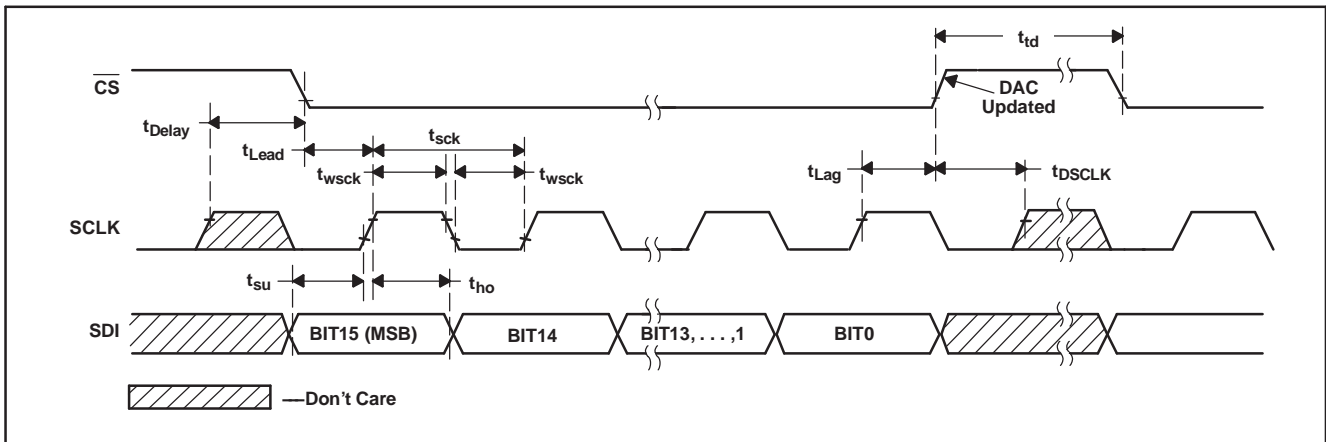 t_td
CS
DAC
Updated
t_Delay
t_Lead
t_sck
t_wsck
t_wsck
t_Lag
t_DSCLK
SCLK
t_su
t_ho
SDI
BIT15 (MSB)
BIT14
BIT13, . . . ,1
BIT0
—Don't Care